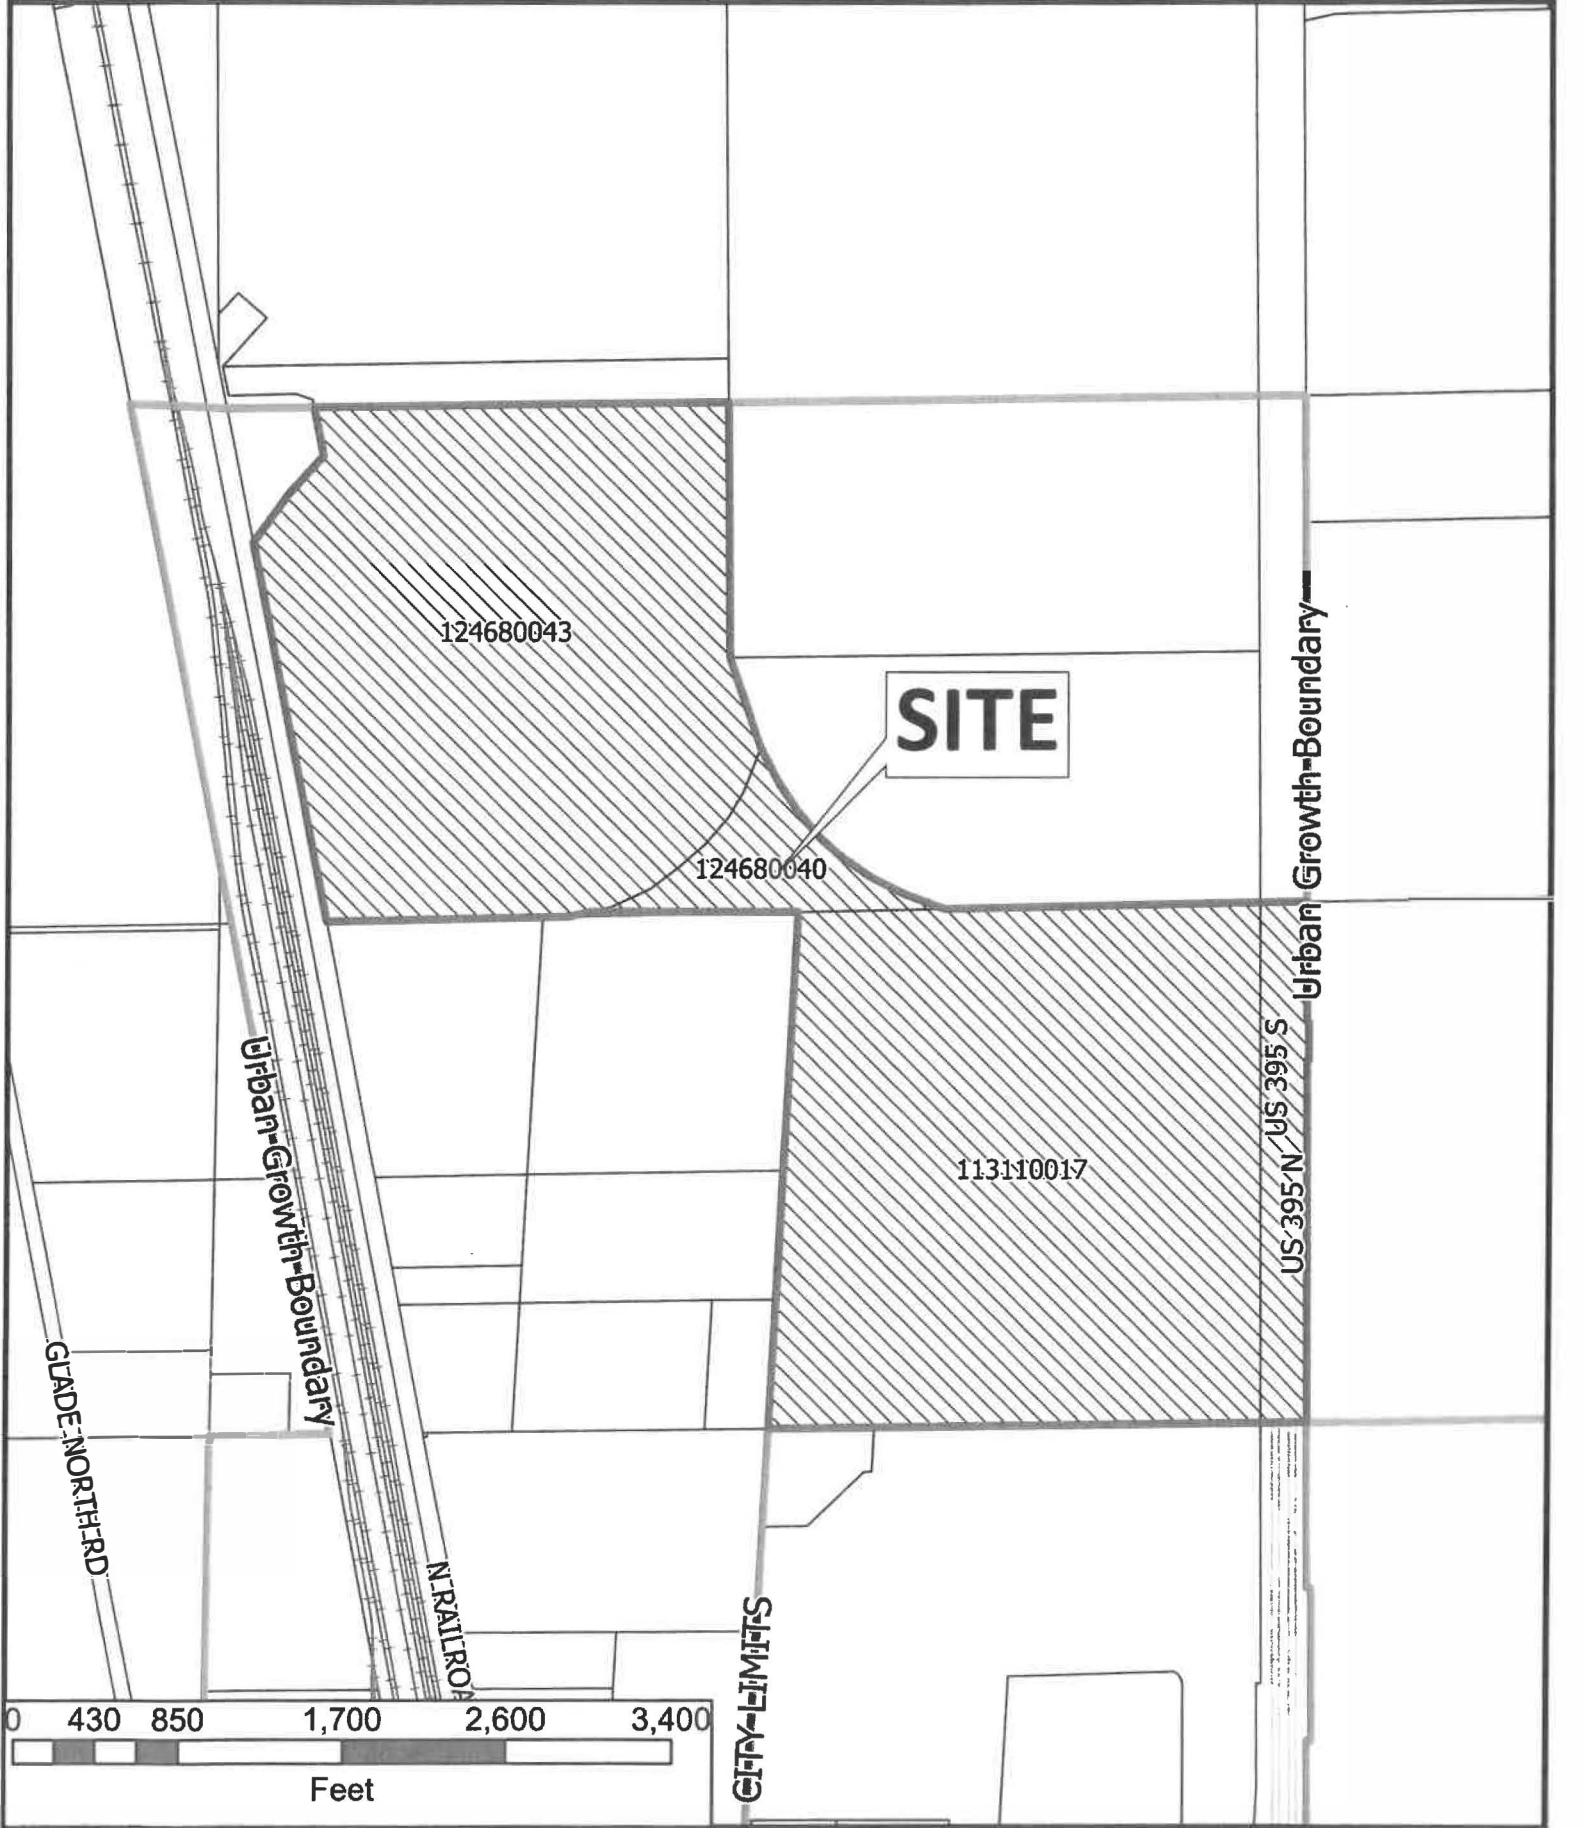 124680043
SITE
124680040
Urban Growth Boundary
US 395 S
US 395 N
113110017
Urban Growth Boundary
GLADE NORTH RD
N RAILROA
CITY LIMITS
0 430 850 1,700 2,600 3,400
Feet